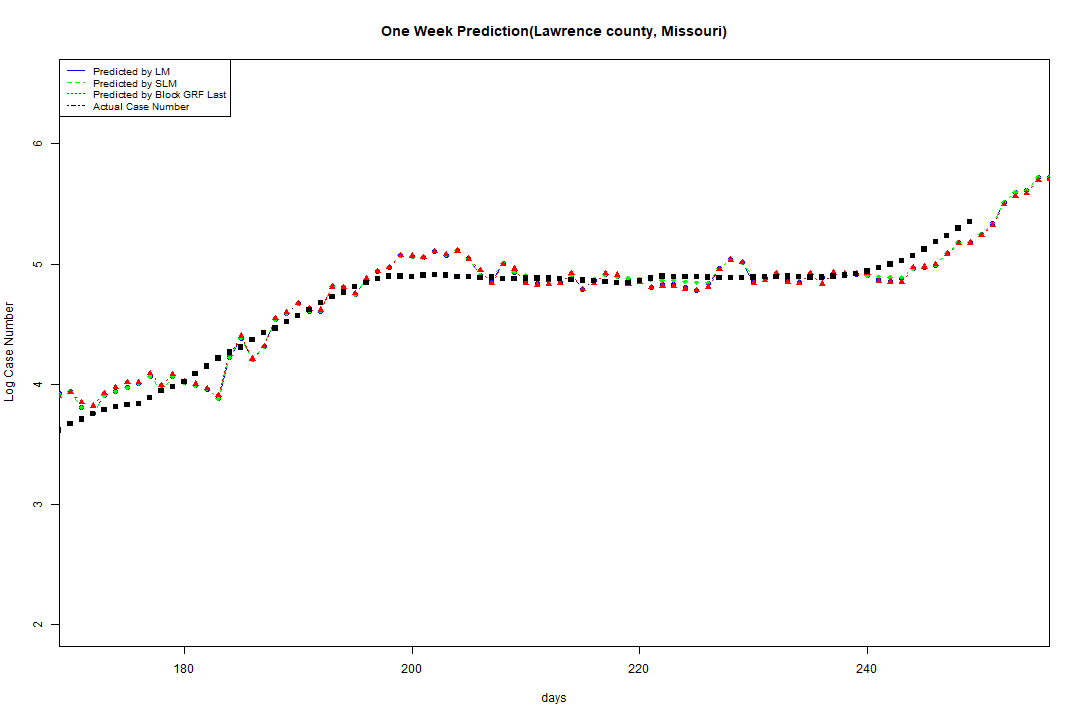 One Week Prediction(Lawrence county, Missouri)
Predicted by LM
Predicted by SLM
Predicted by Block GRF Last
Actual Case Number
6
5
4
3
2
Log Case Number
180 200 220 240
days